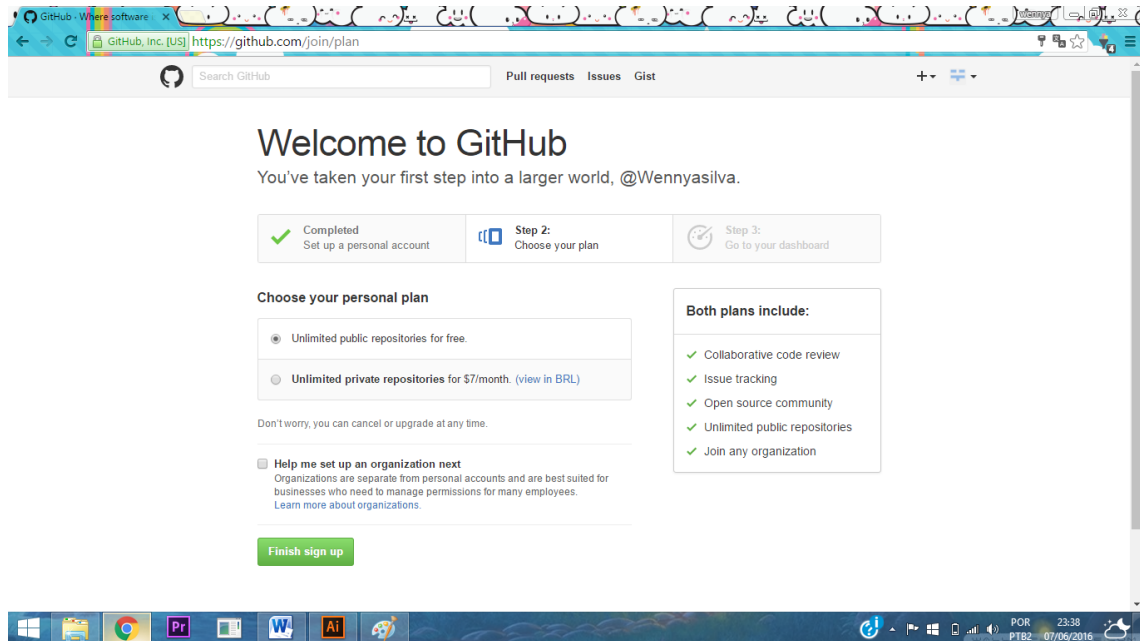 GitHub · Where software
wennya
GitHub, Inc. [US] https://github.com/join/plan
4
Search GitHub
Pull requests Issues Gist
Welcome to GitHub
You've taken your first step into a larger world, @Wennyasilva.
Completed
Set up a personal account
Step 2:
Choose your plan
Step 3:
Go to your dashboard
Choose your personal plan
Unlimited public repositories for free.
Unlimited private repositories for $7/month. (view in BRL)
Don't worry, you can cancel or upgrade at any time.
Help me set up an organization next
Organizations are separate from personal accounts and are best suited for
businesses who need to manage permissions for many employees.
Learn more about organizations.
Finish sign up
Both plans include:
Collaborative code review
Issue tracking
Open source community
Unlimited public repositories
Join any organization
Pr
W
Ai
POR
PTB2
23:38
07/06/2016